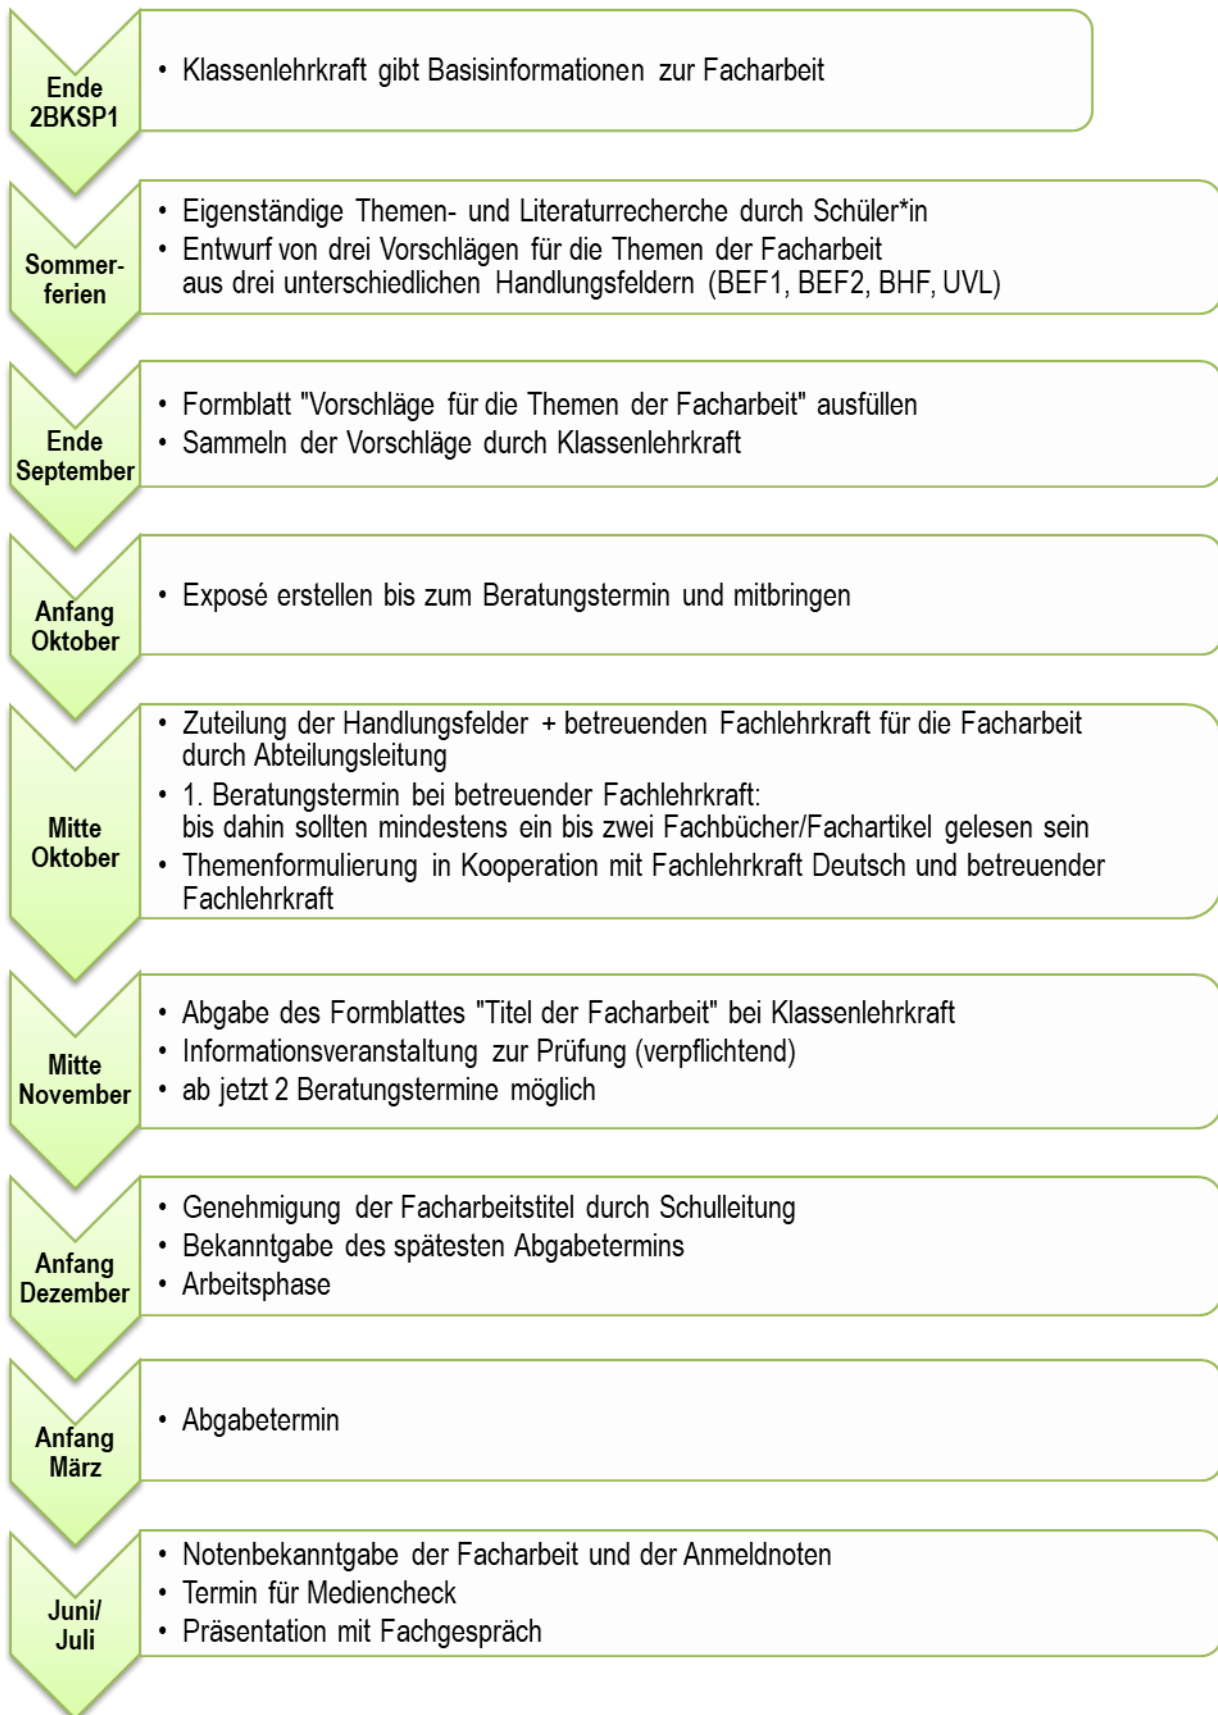 Ende
2BKSP1
• Klassenlehrkraft gibt Basisinformationen zur Facharbeit
Sommer-
ferien
• Eigenständige Themen- und Literaturrecherche durch Schüler*in
• Entwurf von drei Vorschlägen für die Themen der Facharbeit
aus drei unterschiedlichen Handlungsfeldern (BEF1, BEF2, BHF, UVL)
Ende
September
• Formblatt "Vorschläge für die Themen der Facharbeit" ausfüllen
• Sammeln der Vorschläge durch Klassenlehrkraft
Anfang
Oktober
• Exposé erstellen bis zum Beratungstermin und mitbringen
Mitte
Oktober
• Zuteilung der Handlungsfelder + betreuenden Fachlehrkraft für die Facharbeit
durch Abteilungsleitung
• 1. Beratungstermin bei betreuender Fachlehrkraft:
bis dahin sollten mindestens ein bis zwei Fachbücher/Fachartikel gelesen sein
• Themenformulierung in Kooperation mit Fachlehrkraft Deutsch und betreuender
Fachlehrkraft
Mitte
November
• Abgabe des Formblattes "Titel der Facharbeit" bei Klassenlehrkraft
• Informationsveranstaltung zur Prüfung (verpflichtend)
• ab jetzt 2 Beratungstermine möglich
Anfang
Dezember
• Genehmigung der Facharbeitstitel durch Schulleitung
• Bekanntgabe des spätesten Abgabetermins
• Arbeitsphase
Anfang
März
• Abgabetermin
Juni/
Juli
• Notenbekanntgabe der Facharbeit und der Anmeldnoten
• Termin für Mediencheck
• Präsentation mit Fachgespräch